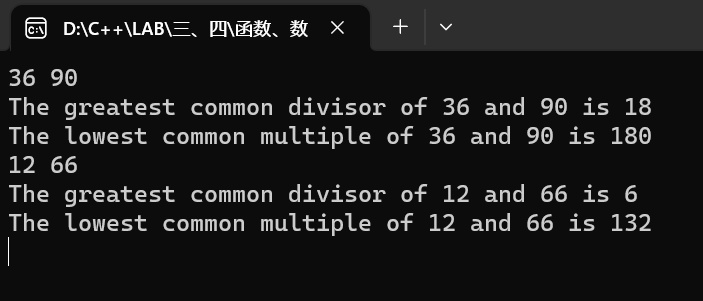 D:\C++\LAB\三、四\函数、数
36 90
The greatest common divisor of 36 and 90 is 18
The lowest common multiple of 36 and 90 is 180
12 66
The greatest common divisor of 12 and 66 is 6
The lowest common multiple of 12 and 66 is 132